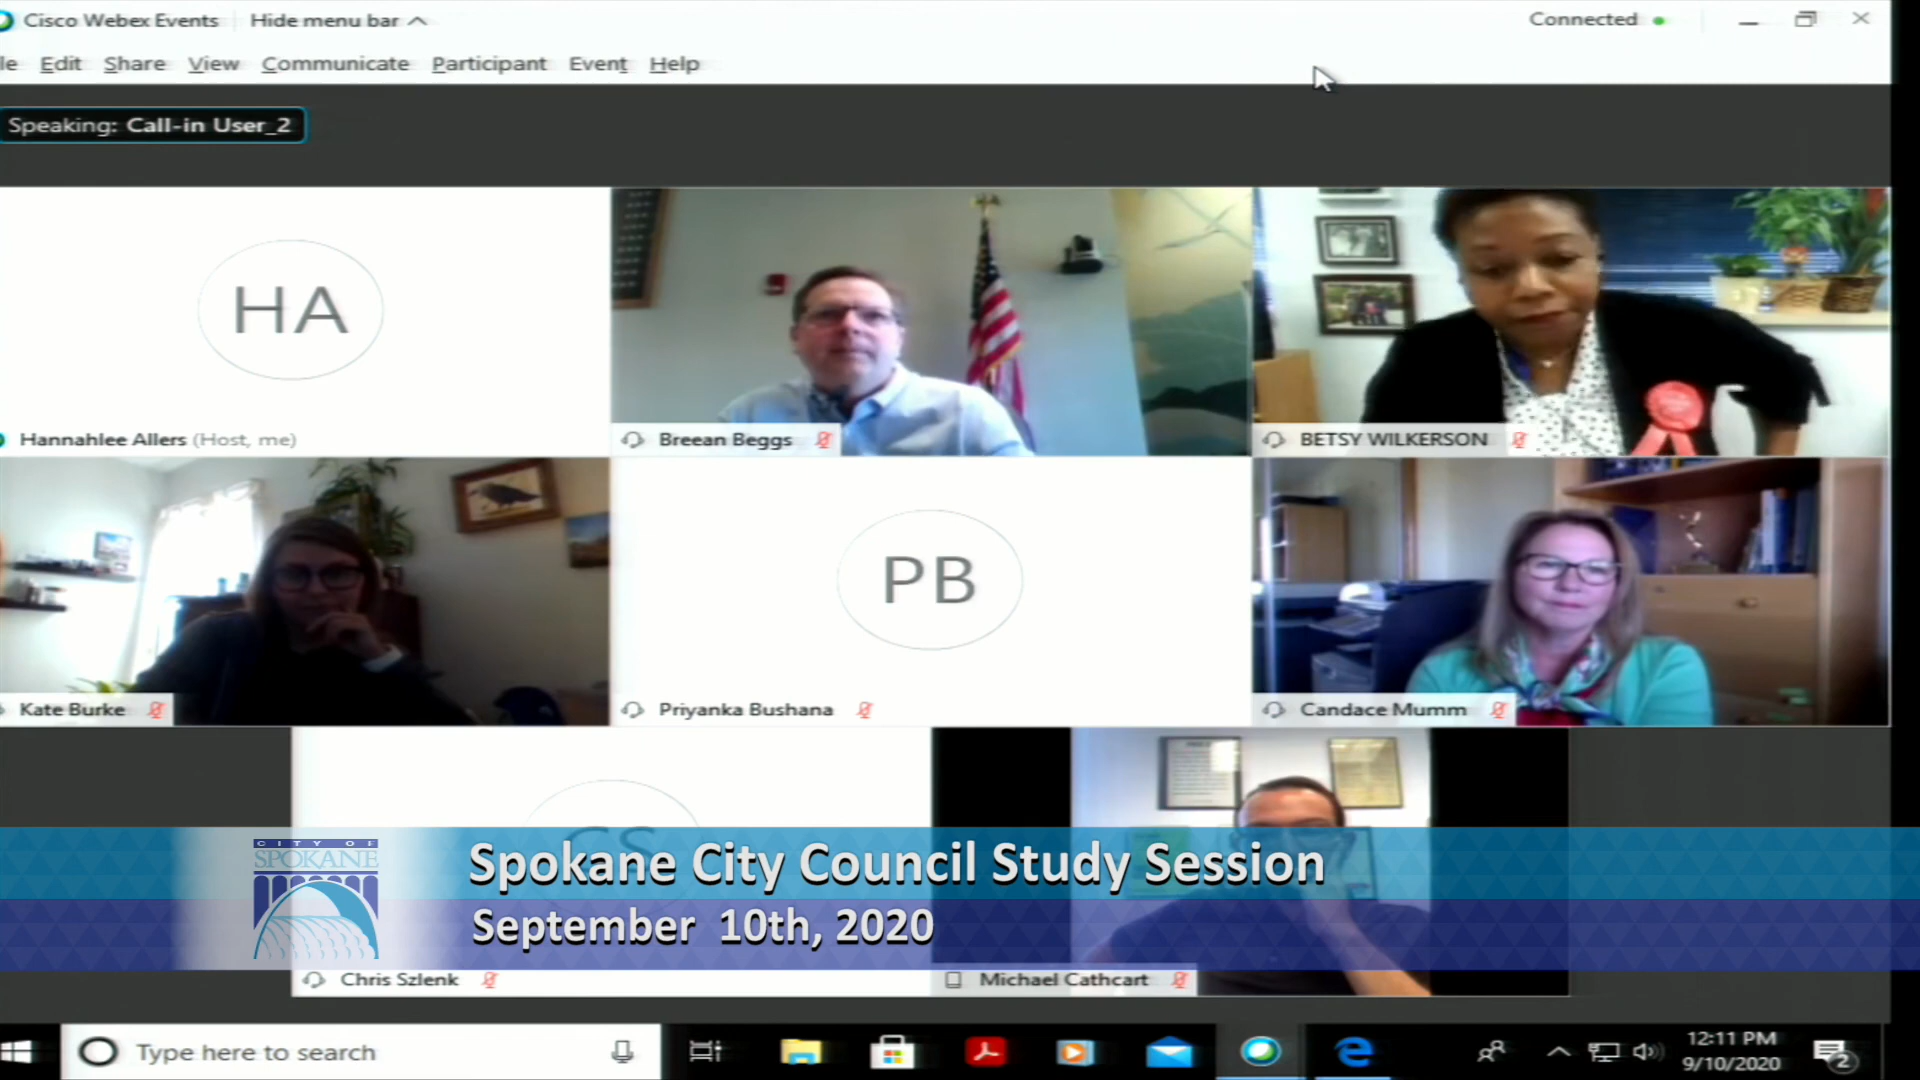 Cisco Webex Events Hide menu bar Connected
le Edit Share View Communicate Participant Event Help
Speaking: Call-in User_2
HA
Hannahlee Allers (Host, me)
Breean Beggs
BETSY WILKERSON
PB
Kate Burke
Priyanka Bushana
Candace Mumm
CS
CITY OF
SPOKANE
Spokane City Council Study Session
September 10th, 2020
Chris Szlenk
Michael Cathcart
Type here to search
12:11 PM
9/10/2020
2